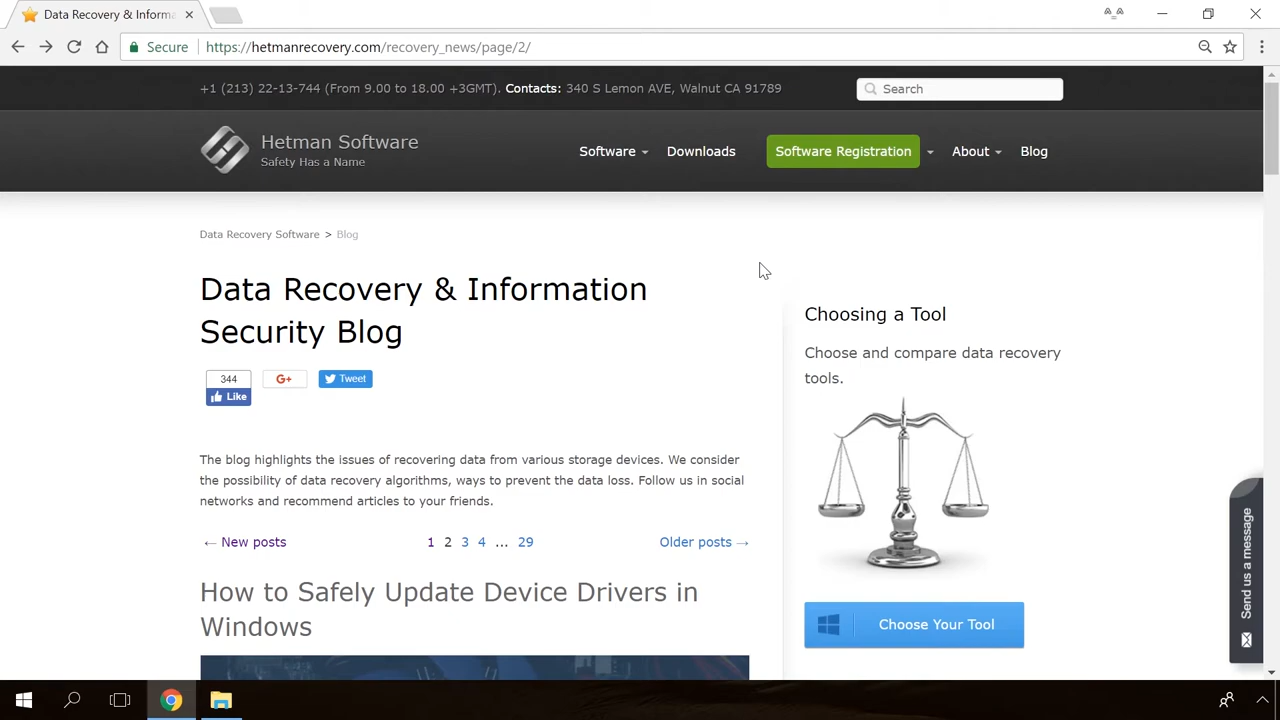 Data Recovery & Informa
Secure
https://hetmanrecovery.com/recovery_news/page/2/
+1 (213) 22-13-744 (From 9.00 to 18.00 +3GMT). Contacts: 340 S Lemon AVE, Walnut CA 91789
Search
Hetman Software
Safety Has a Name
Software
Downloads
Software Registration
About
Blog
Data Recovery Software > Blog
Data Recovery & Information
Security Blog
344
Like
G+
Tweet
The blog highlights the issues of recovering data from various storage devices. We consider
the possibility of data recovery algorithms, ways to prevent the data loss. Follow us in social
networks and recommend articles to your friends.
← New posts
1 2 3 4 ... 29
Older posts →
How to Safely Update Device Drivers in
Windows
Choosing a Tool
Choose and compare data recovery
tools.
Choose Your Tool
Send us a message